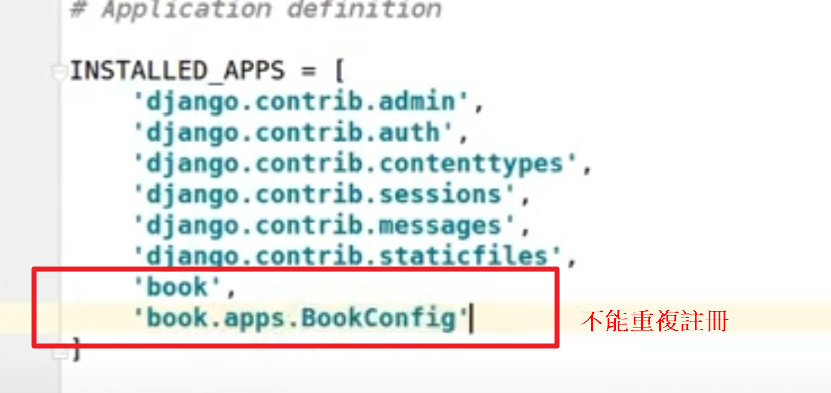 # Application definition
INSTALLED_APPS = [
'django.contrib.admin',
'django.contrib.auth',
'django.contrib.contenttypes',
'django.contrib.sessions',
'django.contrib.messages',
'django.contrib.staticfiles',
'book',
'book.apps.BookConfig'
不能重複註冊
]